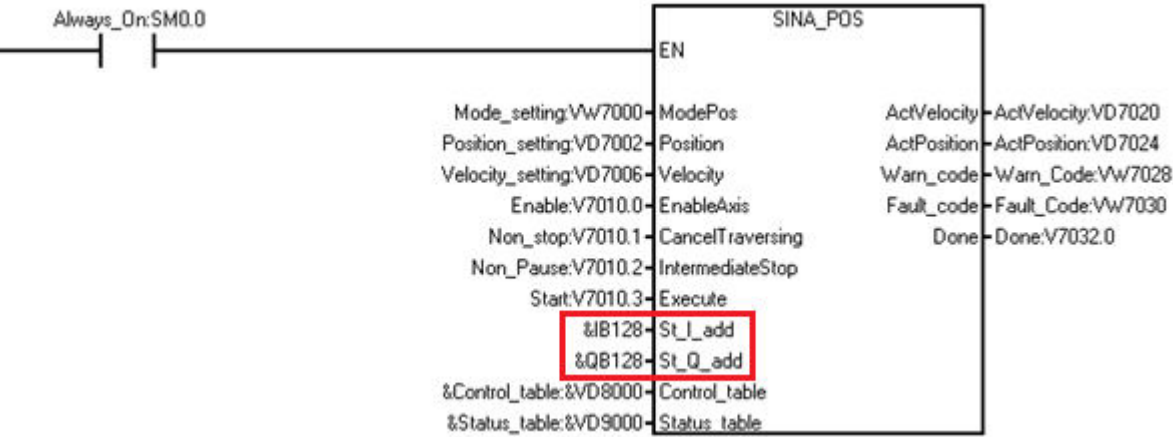 Always_On:SM0.0
SINA_POS
EN
Mode_setting:VW7000 ModePos ActVelocity ActVelocity:VD7020
Position_setting:VD7002 Position ActPosition ActPosition:VD7024
Velocity_setting:VD7006 Velocity Warn_code Warn_Code:VW7028
Enable:V7010.0 EnableAxis Fault_code Fault_Code:VW7030
Non_stop:V7010.1 CancelTraversing Done Done:V7032.0
Non_Pause:V7010.2 IntermediateStop
Start:V7010.3 Execute
&IB128 St_I_add
&QB128 St_Q_add
&Control_table:&VD8000 Control_table
&Status_table:&VD9000 Status_table